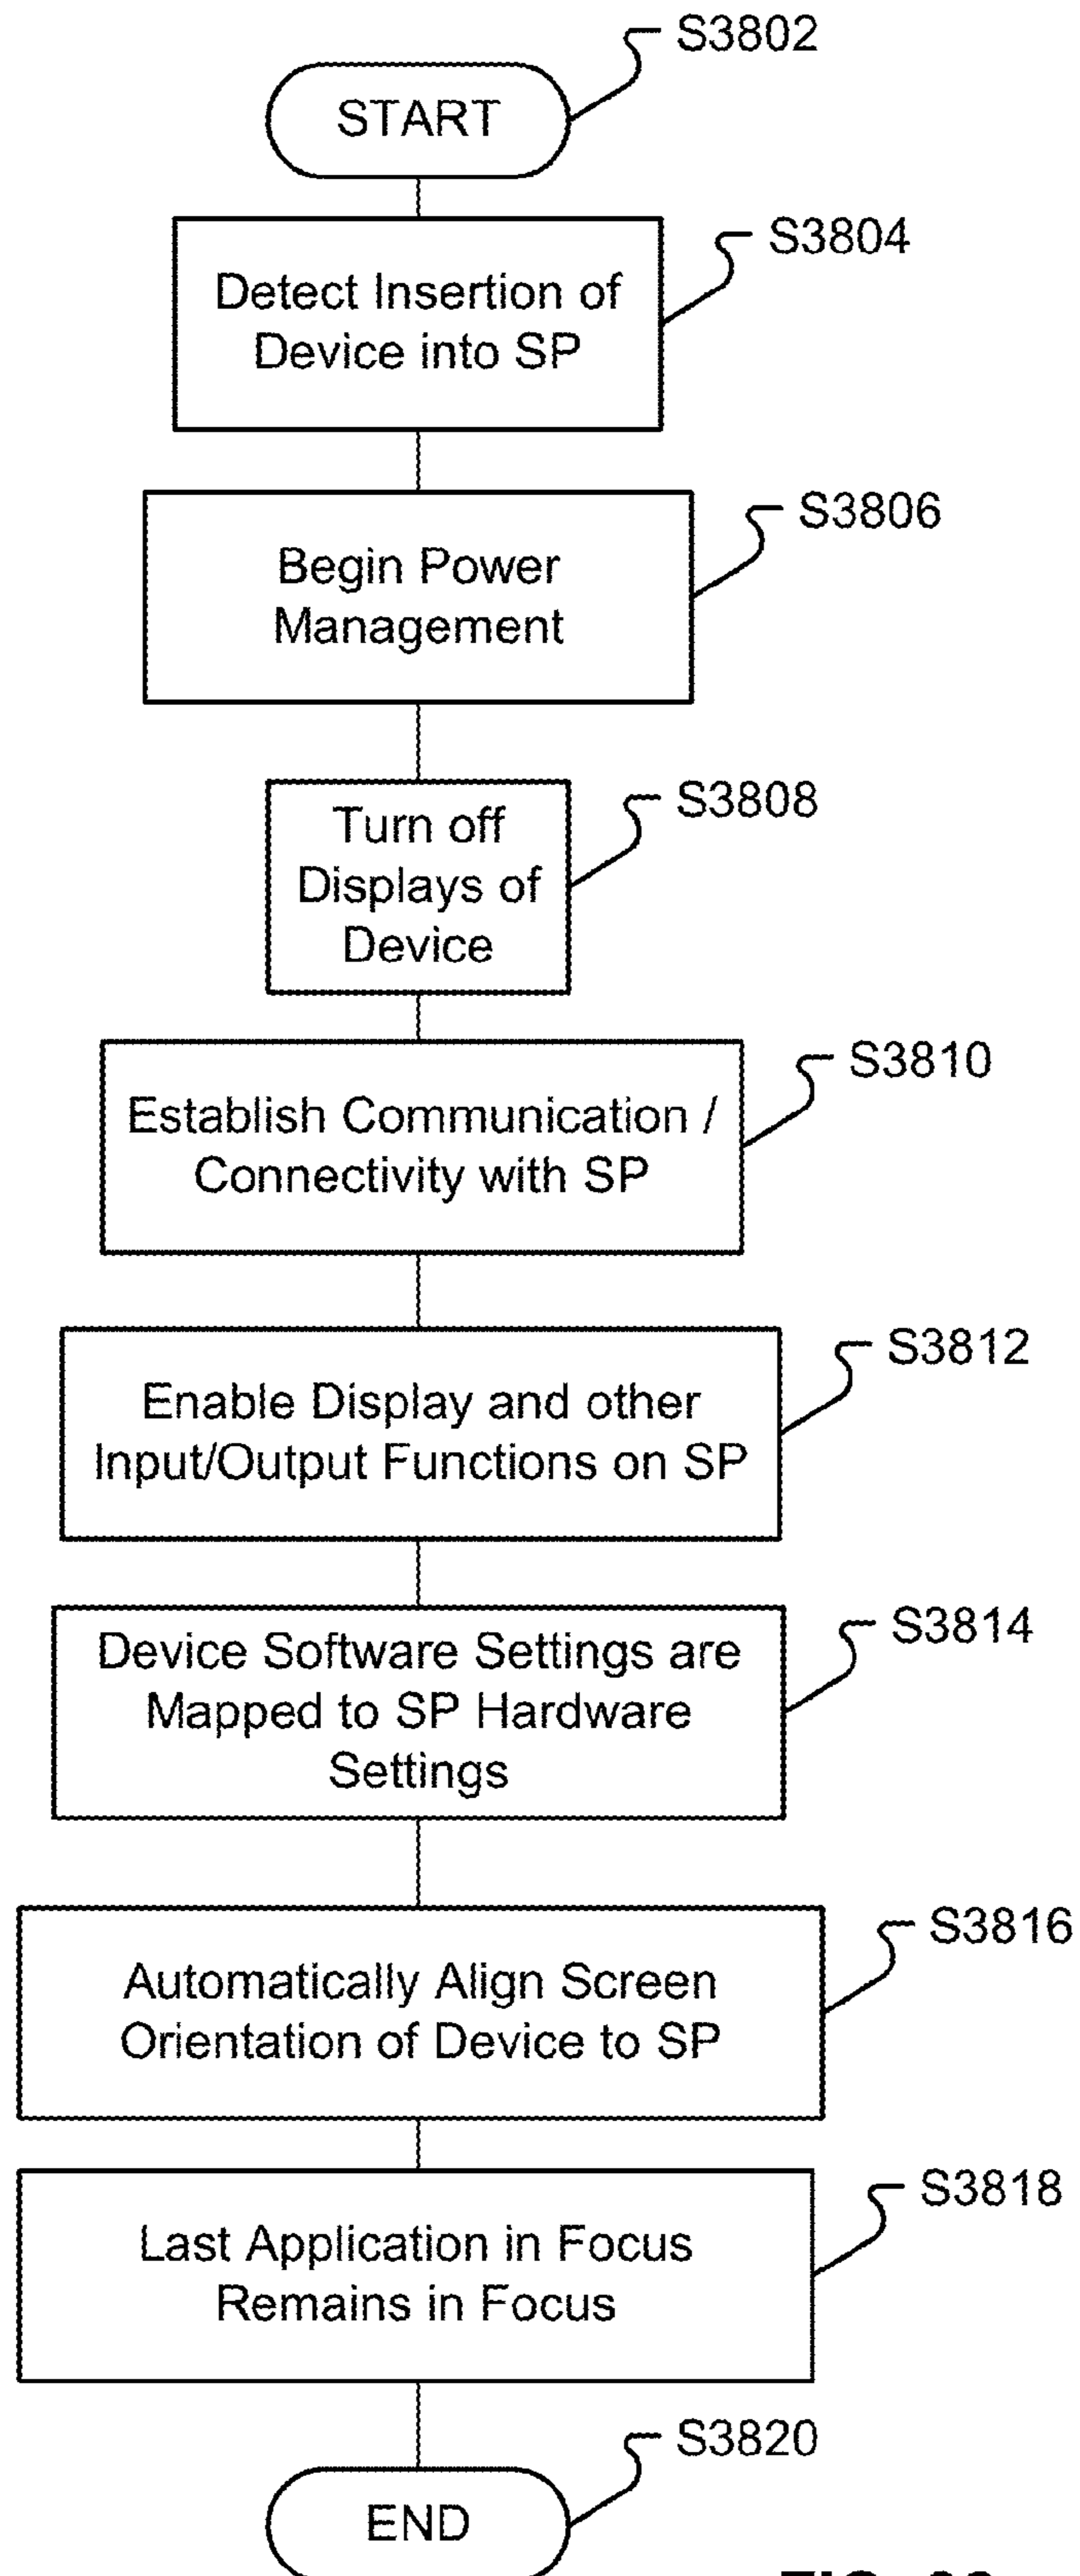 S3802
START
S3804
Detect Insertion of
Device into SP
S3806
Begin Power
Management
S3808
Turn off
Displays of
Device
S3810
Establish Communication /
Connectivity with SP
S3812
Enable Display and other
Input/Output Functions on SP
S3814
Device Software Settings are
Mapped to SP Hardware
Settings
S3816
Automatically Align Screen
Orientation of Device to SP
S3818
Last Application in Focus
Remains in Focus
S3820
END